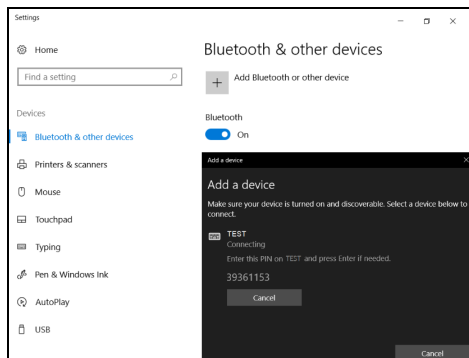 Settings
Home
Find a setting
Devices
Bluetooth & other devices
Printers & scanners
Mouse
Touchpad
Typing
Pen & Windows Ink
AutoPlay
USB
Bluetooth & other devices
Add Bluetooth or other device
Bluetooth
On
Add a device
Add a device
Make sure your device is turned on and discoverable. Select a device below to
connect.
TEST
Connecting
Enter this PIN on TEST and press Enter if needed.
39361153
Cancel
Cancel